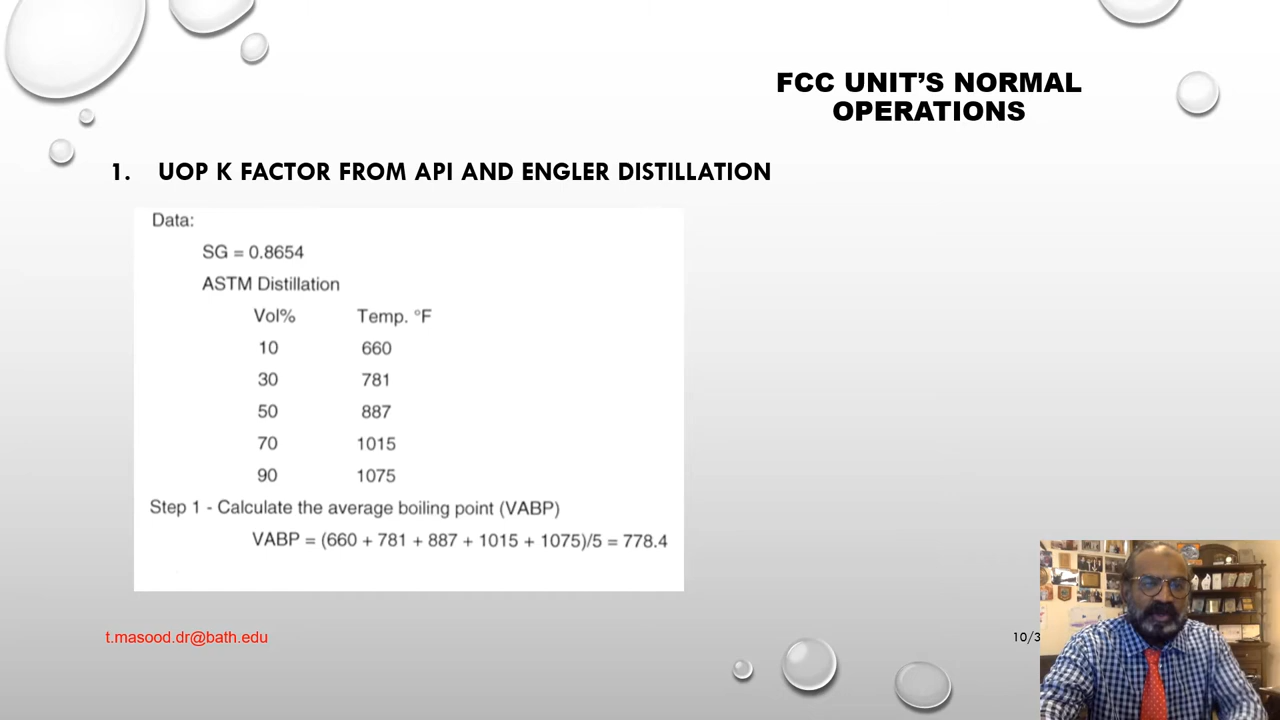 FCC UNIT’S NORMAL
OPERATIONS
1. UOP K FACTOR FROM API AND ENGLER DISTILLATION
Data:
SG = 0.8654
ASTM Distillation
Vol% Temp. °F
10 660
30 781
50 887
70 1015
90 1075
Step 1 - Calculate the average boiling point (VABP)
VABP = (660 + 781 + 887 + 1015 + 1075)/5 = 778.4
t.masood.dr@bath.edu
10/3